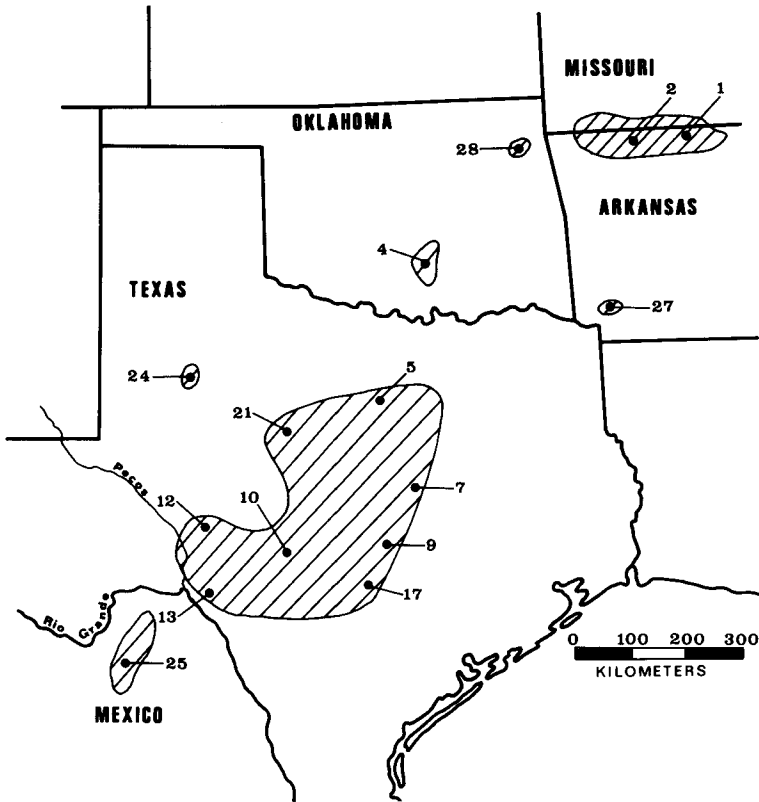 MISSOURI
2 1
OKLAHOMA
28
ARKANSAS
4
TEXAS
27
24
5
21
Pecos
7
12
10
9
17
13
Rio Grande
25
0 100 200 300
KILOMETERS
MEXICO